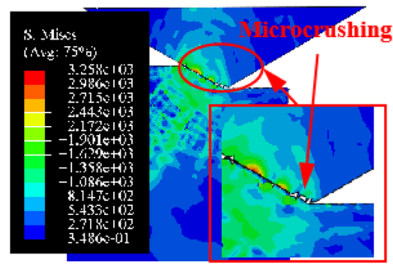 Microcrushing
S. Mises
(Avg: 75%)
3.258e+03
2.986e+03
2.715e+03
2.443e+03
2.172e+03
1.901e+03
1.629e+03
1.358e+03
1.086e+03
8.147e+02
5.433e+02
2.718e+02
3.486e-01